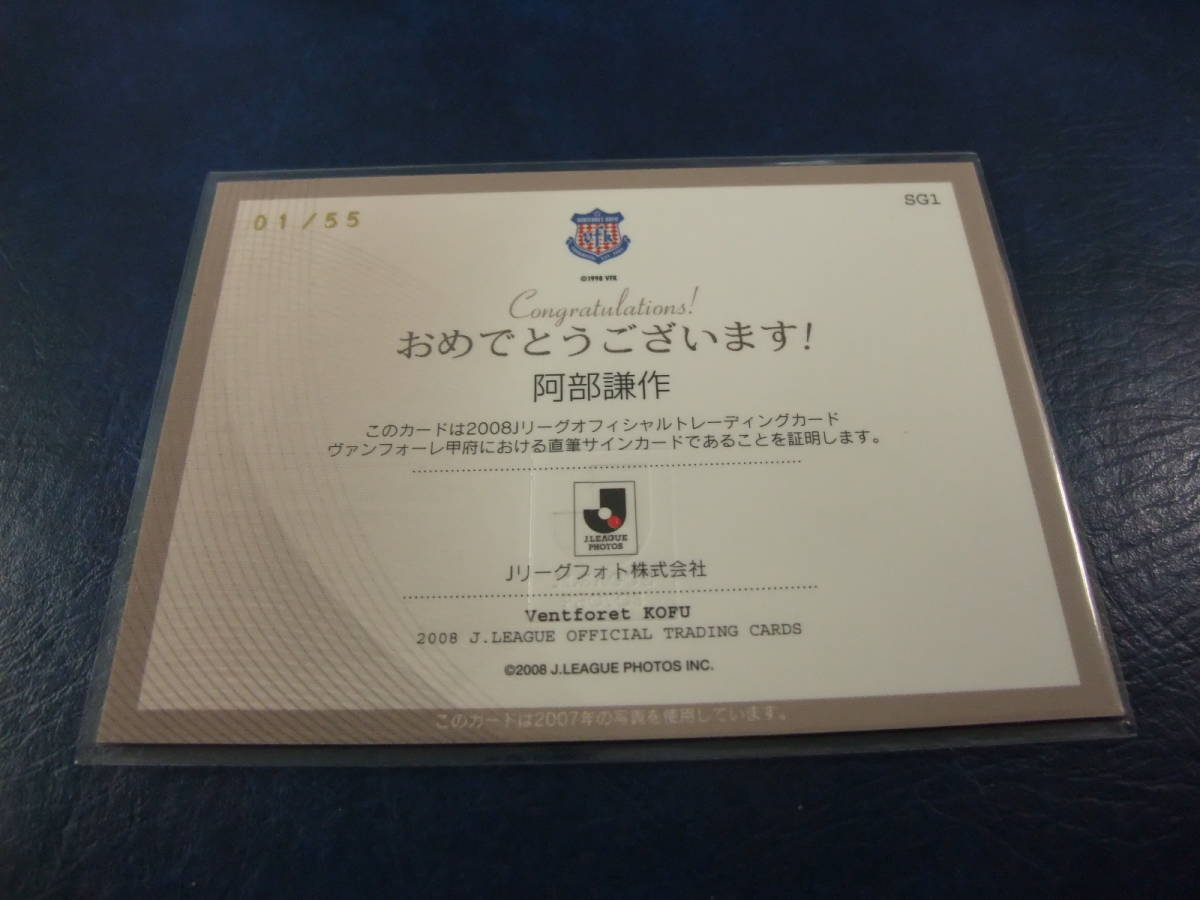 01/55
SG1
VENTFORET KOFU
vfk
©1998 VFK
Congratulations!
おめでとうございます!
阿部謙作
このカードは2008Jリーグオフィシャルトレーディングカード
ヴァンフォーレ甲府における直筆サインカードであることを証明します。
J.LEAGUE
PHOTOS
Jリーグフォト株式会社
Ventforet KOFU
2008 J.LEAGUE OFFICIAL TRADING CARDS
©2008 J.LEAGUE PHOTOS INC.
このカードは2007年の写真を使用しています。